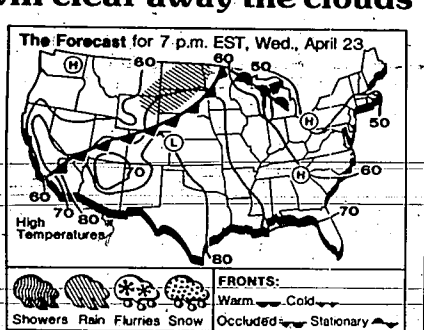 will clear away the clouds
The Forecast for 7 p.m. EST, Wed., April 23
H
60
60
50
H
50
L
70
H
60
60
70
80
70
High
Temperatures
80
Showers Rain Flurries Snow
FRONTS:
Warm Cold
Occluded Stationary